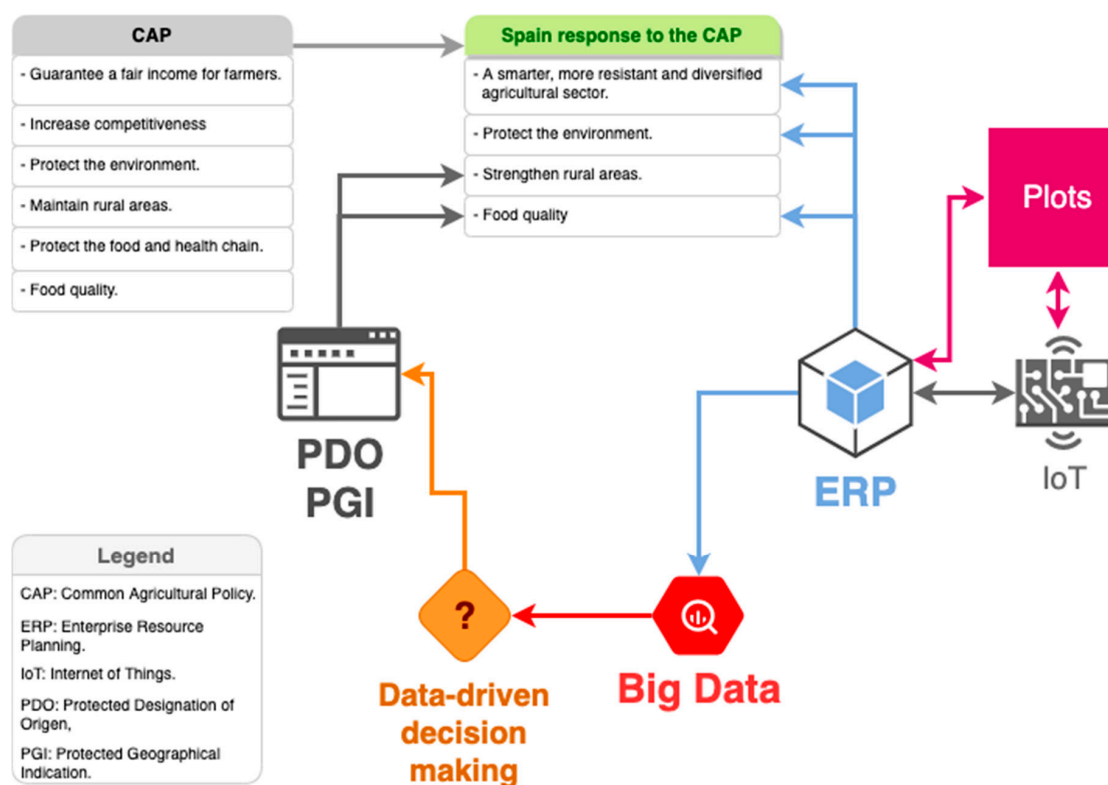 CAP
- Guarantee a fair income for farmers.
- Increase competitiveness
- Protect the environment.
- Maintain rural areas.
- Protect the food and health chain.
- Food quality.
Spain response to the CAP
- A smarter, more resistant and diversified
agricultural sector.
- Protect the environment.
- Strengthen rural areas.
- Food quality
Plots
IoT
ERP
PDO
PGI
?
Data-driven
decision
making
Big Data
Legend
CAP: Common Agricultural Policy.
ERP: Enterprise Resource
Planning.
IoT: Internet of Things.
PDO: Protected Designation of
Origen,
PGI: Protected Geographical
Indication.